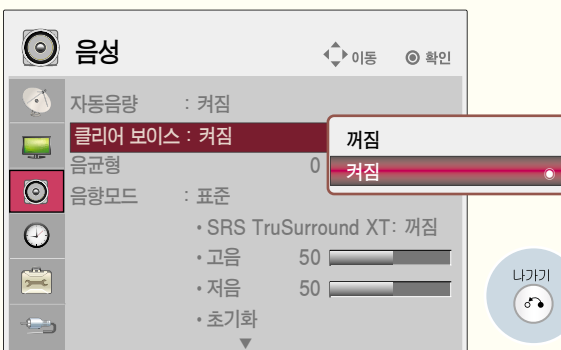 음성
이동 확인
자동음량 : 켜짐
클리어 보이스 : 켜짐
꺼짐
켜짐
음균형 0
음향모드 : 표준
• SRS TruSurround XT : 꺼짐
• 고음 50
• 저음 50
• 초기화
나가기